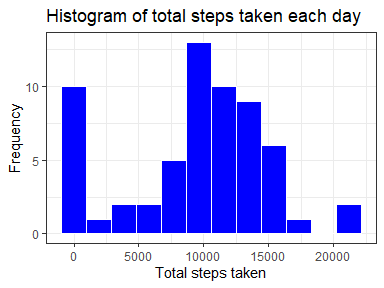 Histogram of total steps taken each day
Frequency
10
5
0
0 5000 10000 15000 20000
Total steps taken